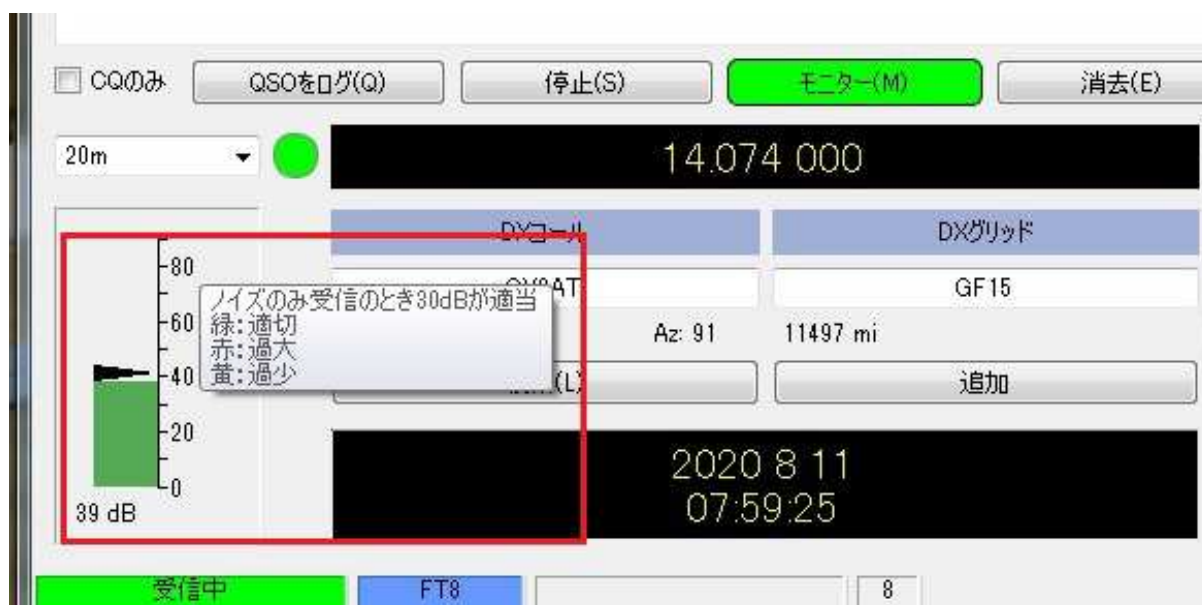 CQのみ QSOをログ(Q) 停止(S) モニター(M) 消去(E)
20m 14.074 000
DXコール DXグリッド
GF15
Az: 91 11497 mi
追加
80
60
40
20
0
ノイズのみ受信のとき30dBが適当
緑:適切
赤:過大
黄:過少
39 dB
2020 8 11
07:59:25
受信中 FT8 8